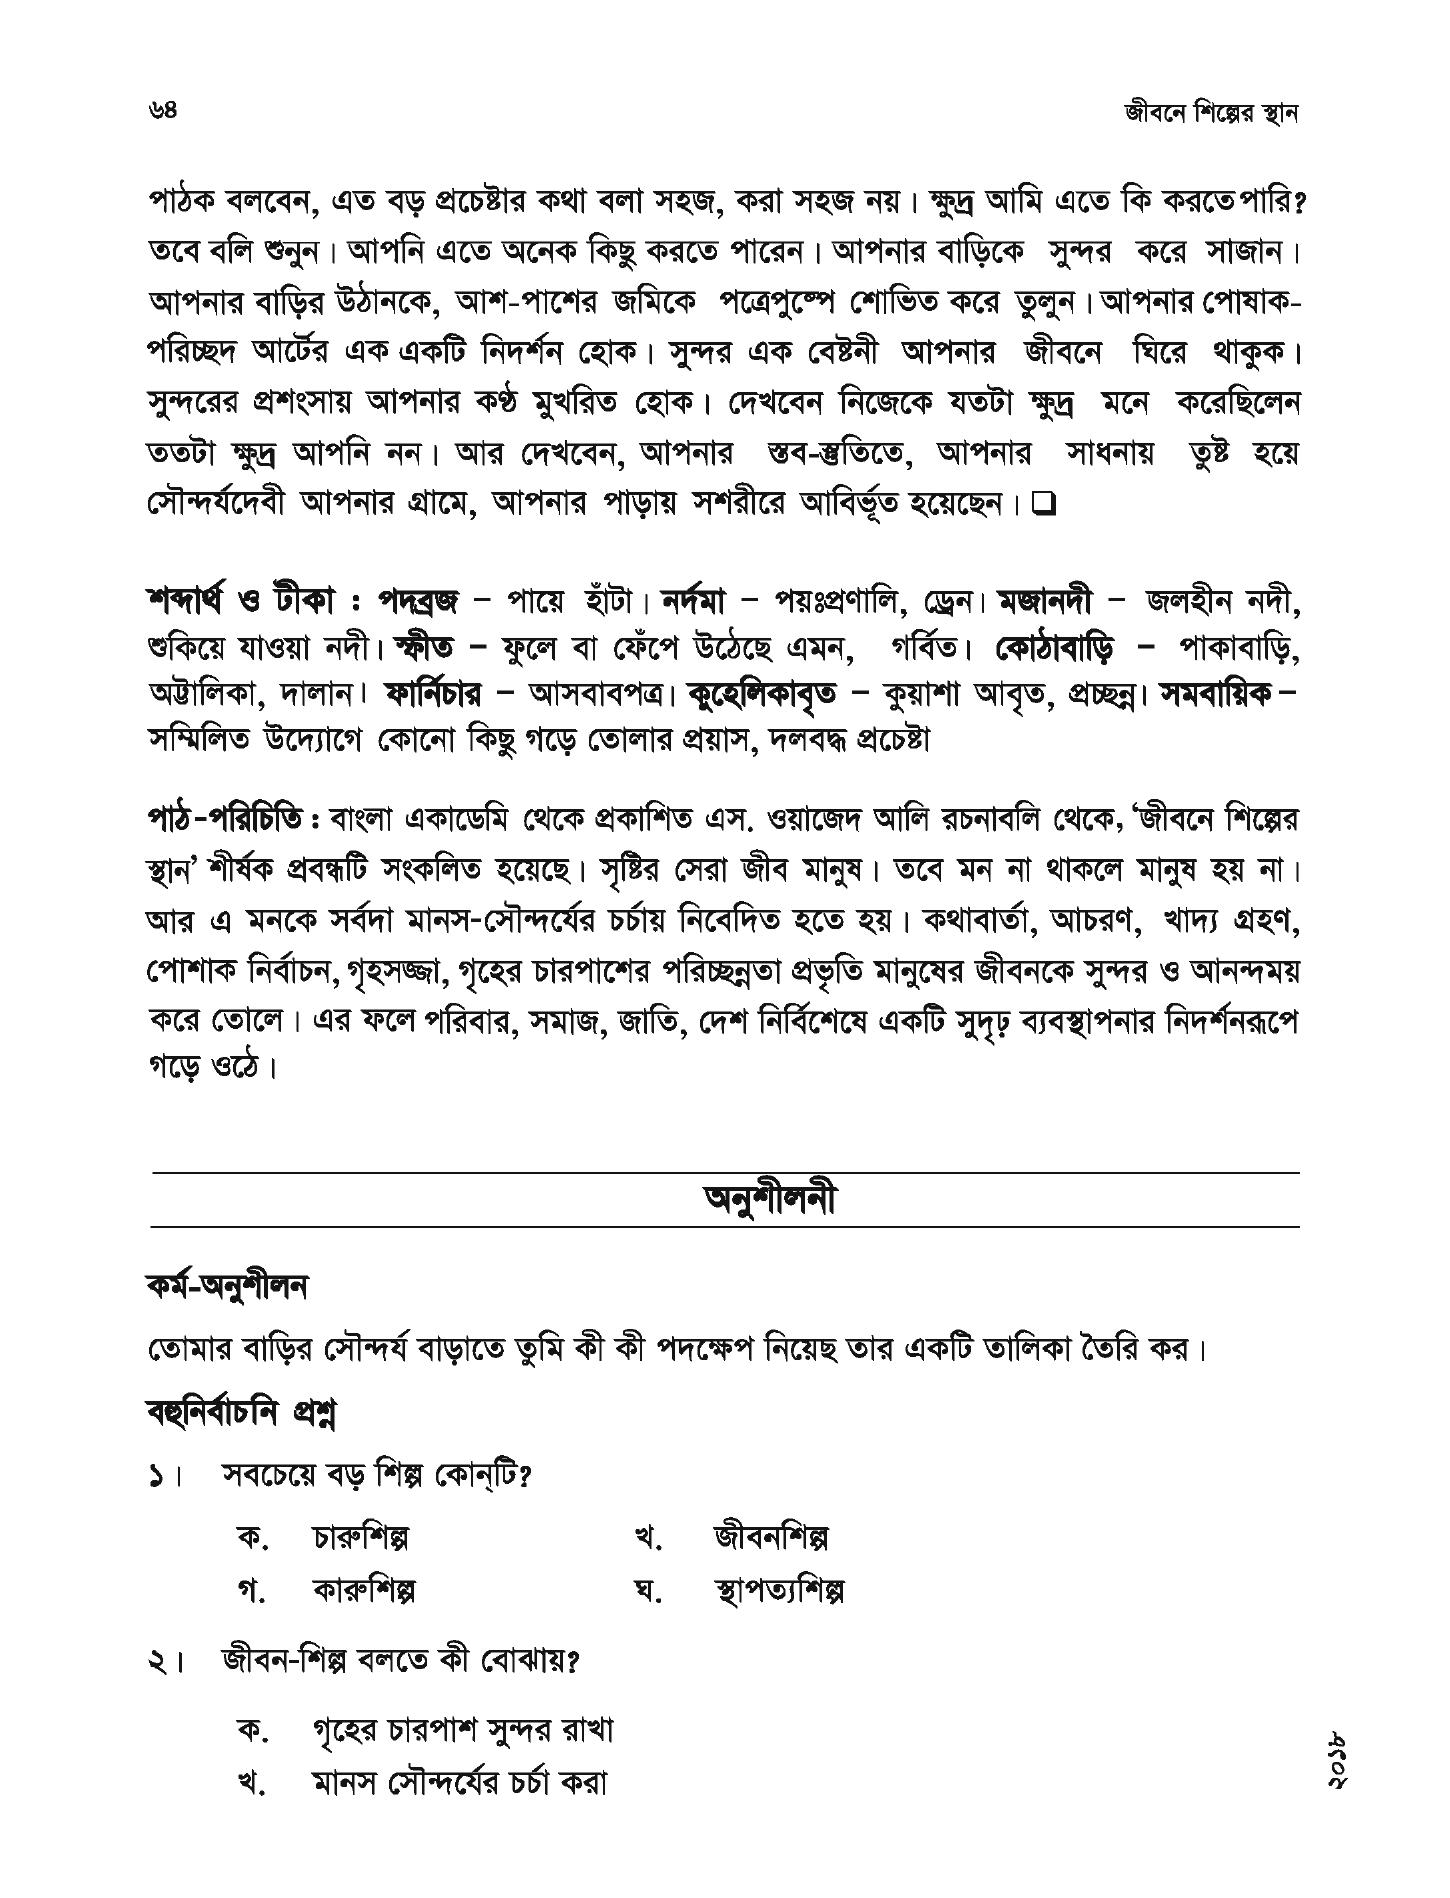 ৬৪
জীবনে শিল্পের স্থান
পাঠক বলবেন, এত বড় প্রচেষ্টার কথা বলা সহজ, করা সহজ নয়। ক্ষুদ্র আমি এতে কি করতে পারি?
তবে বলি শুনুন। আপনি এতে অনেক কিছু করতে পারেন। আপনার বাড়িকে সুন্দর করে সাজান।
আপনার বাড়ির উঠানকে, আশ-পাশের জমিকে পত্রেপুষ্পে শোভিত করে তুলুন। আপনার পোষাক-
পরিচ্ছদ আর্টের এক একটি নিদর্শন হোক। সুন্দর এক বেষ্টনী আপনার জীবনে ঘিরে থাকুক।
সুন্দরের প্রশংসায় আপনার কণ্ঠ মুখরিত হোক। দেখবেন নিজেকে যতটা ক্ষুদ্র মনে করেছিলেন
ততটা ক্ষুদ্র আপনি নন। আর দেখবেন, আপনার স্তব-স্তুতিতে, আপনার সাধনায় তুষ্ট হয়ে
সৌন্দর্যদেবী আপনার গ্রামে, আপনার পাড়ায় সশরীরে আবির্ভূত হয়েছেন। ❑
শব্দার্থ ও টীকা : পদব্রজ – পায়ে হাঁটা। নর্দমা – পয়ঃপ্রণালি, ড্রেন। মজানদী – জলহীন নদী,
শুকিয়ে যাওয়া নদী। স্ফীত – ফুলে বা ফেঁপে উঠেছে এমন, গর্বিত। কোঠাবাড়ি – পাকাবাড়ি,
অট্টালিকা, দালান। ফার্নিচার – আসবাবপত্র। কুহেলিকাবৃত – কুয়াশা আবৃত, প্রচ্ছন্ন। সমবায়িক –
সম্মিলিত উদ্যোগে কোনো কিছু গড়ে তোলার প্রয়াস, দলবদ্ধ প্রচেষ্টা
পাঠ-পরিচিতি : বাংলা একাডেমি থেকে প্রকাশিত এস. ওয়াজেদ আলি রচনাবলি থেকে, ‘জীবনে শিল্পের
স্থান’ শীর্ষক প্রবন্ধটি সংকলিত হয়েছে। সৃষ্টির সেরা জীব মানুষ। তবে মন না থাকলে মানুষ হয় না।
আর এ মনকে সর্বদা মানস-সৌন্দর্যের চর্চায় নিবেদিত হতে হয়। কথাবার্তা, আচরণ, খাদ্য গ্রহণ,
পোশাক নির্বাচন, গৃহসজ্জা, গৃহের চারপাশের পরিচ্ছন্নতা প্রভৃতি মানুষের জীবনকে সুন্দর ও আনন্দময়
করে তোলে। এর ফলে পরিবার, সমাজ, জাতি, দেশ নির্বিশেষে একটি সুদৃঢ় ব্যবস্থাপনার নিদর্শনরূপে
গড়ে ওঠে।
অনুশীলনী
কর্ম-অনুশীলন
তোমার বাড়ির সৌন্দর্য বাড়াতে তুমি কী কী পদক্ষেপ নিয়েছ তার একটি তালিকা তৈরি কর।
বহুনির্বাচনি প্রশ্ন
১। সবচেয়ে বড় শিল্প কোন্‌টি?
ক. চারুশিল্প খ. জীবনশিল্প
গ. কারুশিল্প ঘ. স্থাপত্যশিল্প
২। জীবন-শিল্প বলতে কী বোঝায়?
ক. গৃহের চারপাশ সুন্দর রাখা
খ. মানস সৌন্দর্যের চর্চা করা
২০১৮